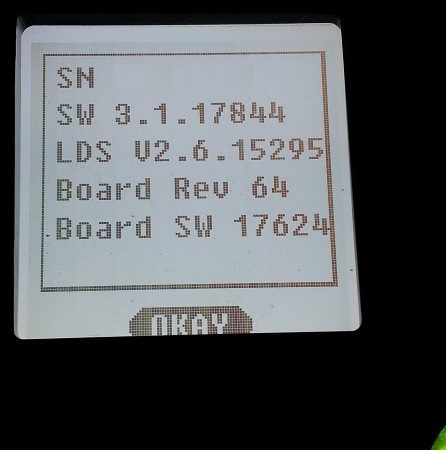 SN
SW 3.1.17844
LDS V2.6.15295
Board Rev 64
Board SW 17624
OKAY